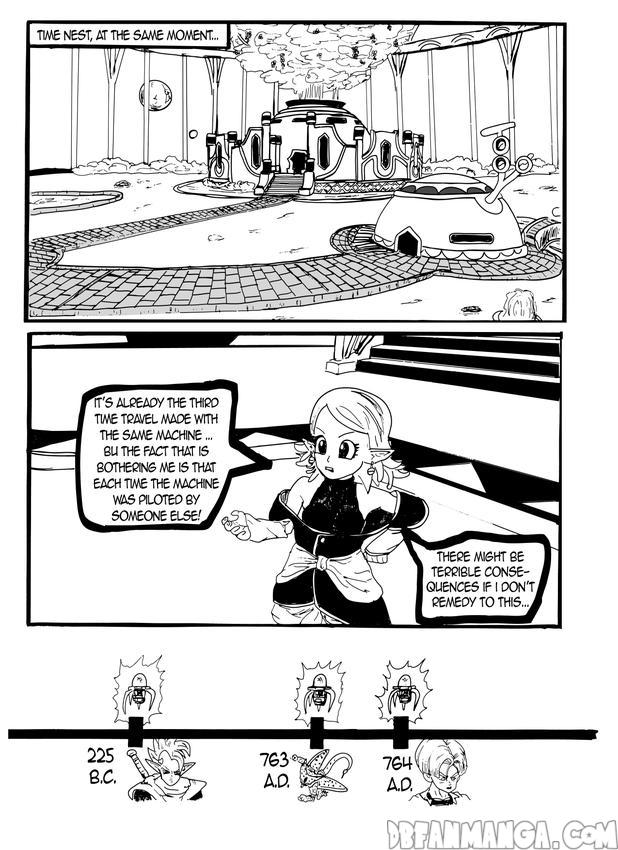 TIME NEST, AT THE SAME MOMENT...
IT'S ALREADY THE THIRD
TIME TRAVEL MADE WITH
THE SAME MACHINE ...
BU THE FACT THAT IS
BOTHERING ME IS THAT
EACH TIME THE MACHINE
WAS PILOTED BY
SOMEONE ELSE!
THERE MIGHT BE
TERRIBLE CONSE-
QUENCES IF I DON'T
REMEDY TO THIS...
225
B.C.
763
A.D.
764
A.D.
DBFANMANGA.COM